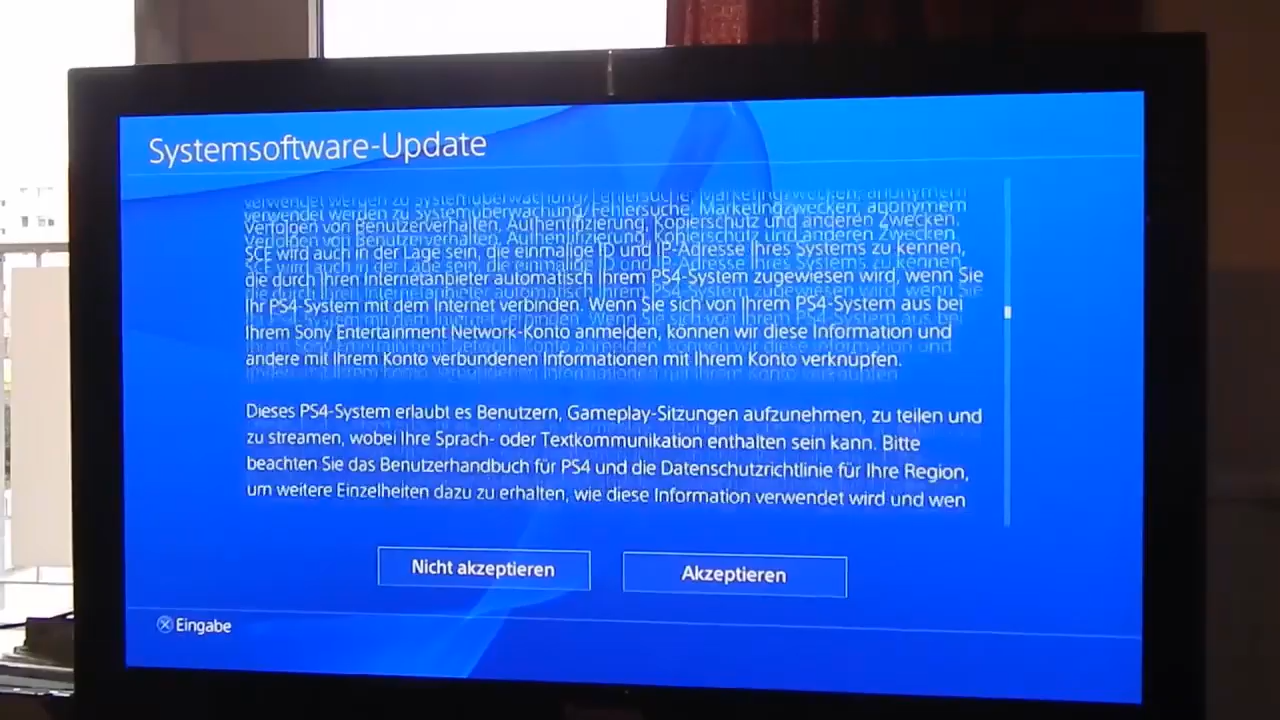 Systemsoftware-Update
verwendet werden zu Systemüberwachung/Fehlersuche, Marketingzwecken, anonymem
Verfolgen von Benutzerverhalten, Authentifizierung, Kopierschutz und anderen Zwecken.
SCE wird auch in der Lage sein, die einmalige ID und IP-Adresse Ihres Systems zu kennen,
die durch Ihren Internetanbieter automatisch Ihrem PS4-System zugewiesen wird, wenn Sie
Ihr PS4-System mit dem Internet verbinden. Wenn Sie sich von Ihrem PS4-System aus bei
Ihrem Sony Entertainment Network-Konto anmelden, können wir diese Information und
andere mit Ihrem Konto verbundenen Informationen mit Ihrem Konto verknüpfen.
Dieses PS4-System erlaubt es Benutzern, Gameplay-Sitzungen aufzunehmen, zu teilen und
zu streamen, wobei Ihre Sprach- oder Textkommunikation enthalten sein kann. Bitte
beachten Sie das Benutzerhandbuch für PS4 und die Datenschutzrichtlinie für Ihre Region,
um weitere Einzelheiten dazu zu erhalten, wie diese Information verwendet wird und wen
Nicht akzeptieren
Akzeptieren
Eingabe